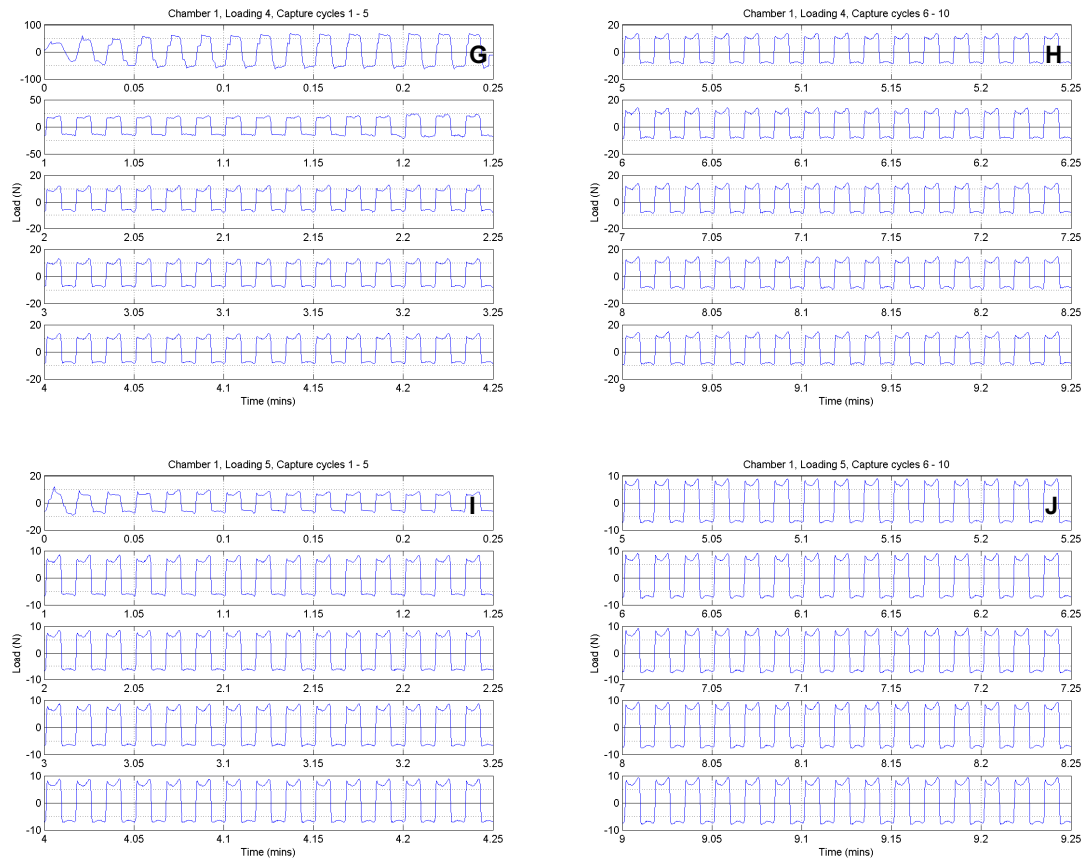 Chamber 1, Loading 4, Capture cycles 1 - 5
100
0
-100
G
0 0.05 0.1 0.15 0.2 0.25
50
0
-50
1 1.05 1.1 1.15 1.2 1.25
20
0
-20
2 2.05 2.1 2.15 2.2 2.25
Load (N)
20
0
-20
3 3.05 3.1 3.15 3.2 3.25
20
0
-20
4 4.05 4.1 4.15 4.2 4.25
Time (mins)
Chamber 1, Loading 4, Capture cycles 6 - 10
20
0
-20
H
5 5.05 5.1 5.15 5.2 5.25
20
0
-20
6 6.05 6.1 6.15 6.2 6.25
20
0
-20
7 7.05 7.1 7.15 7.2 7.25
Load (N)
20
0
-20
8 8.05 8.1 8.15 8.2 8.25
20
0
-20
9 9.05 9.1 9.15 9.2 9.25
Time (mins)
Chamber 1, Loading 5, Capture cycles 1 - 5
20
0
-20
I
0 0.05 0.1 0.15 0.2 0.25
10
0
-10
1 1.05 1.1 1.15 1.2 1.25
10
0
-10
2 2.05 2.1 2.15 2.2 2.25
Load (N)
10
0
-10
3 3.05 3.1 3.15 3.2 3.25
10
0
-10
4 4.05 4.1 4.15 4.2 4.25
Time (mins)
Chamber 1, Loading 5, Capture cycles 6 - 10
10
0
-10
J
5 5.05 5.1 5.15 5.2 5.25
10
0
-10
6 6.05 6.1 6.15 6.2 6.25
10
0
-10
7 7.05 7.1 7.15 7.2 7.25
Load (N)
10
0
-10
8 8.05 8.1 8.15 8.2 8.25
10
0
-10
9 9.05 9.1 9.15 9.2 9.25
Time (mins)